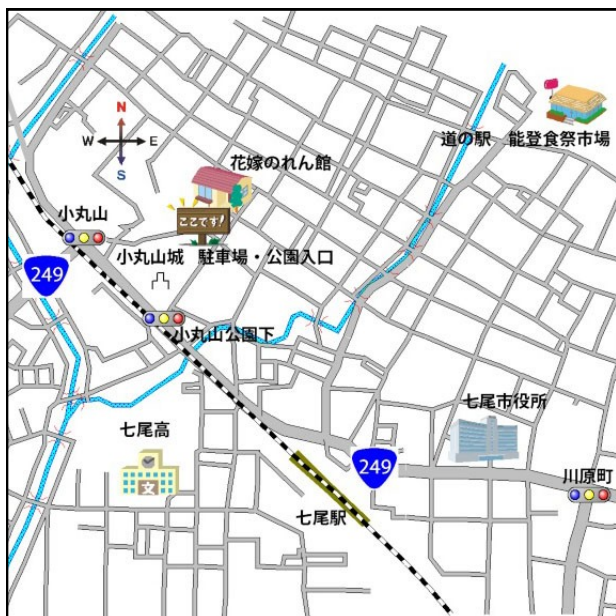 N
W E
S
道の駅 能登食祭市場
花嫁のれん館
小丸山
ここです!
小丸山城 駐車場・公園入口
249
小丸山公園下
七尾高
文
七尾市役所
249
川原町
七尾駅